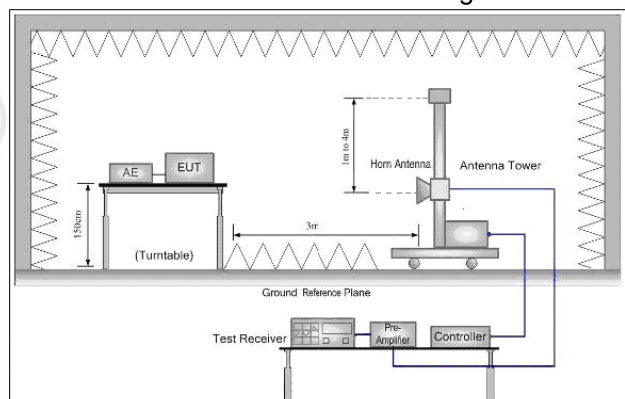 AE
EUT
150cm
(Turntable)
3m
1m to 4m
Horn Antenna
Antenna Tower
Ground Reference Plane
Test Receiver
Pre-
Amplifier
Controller